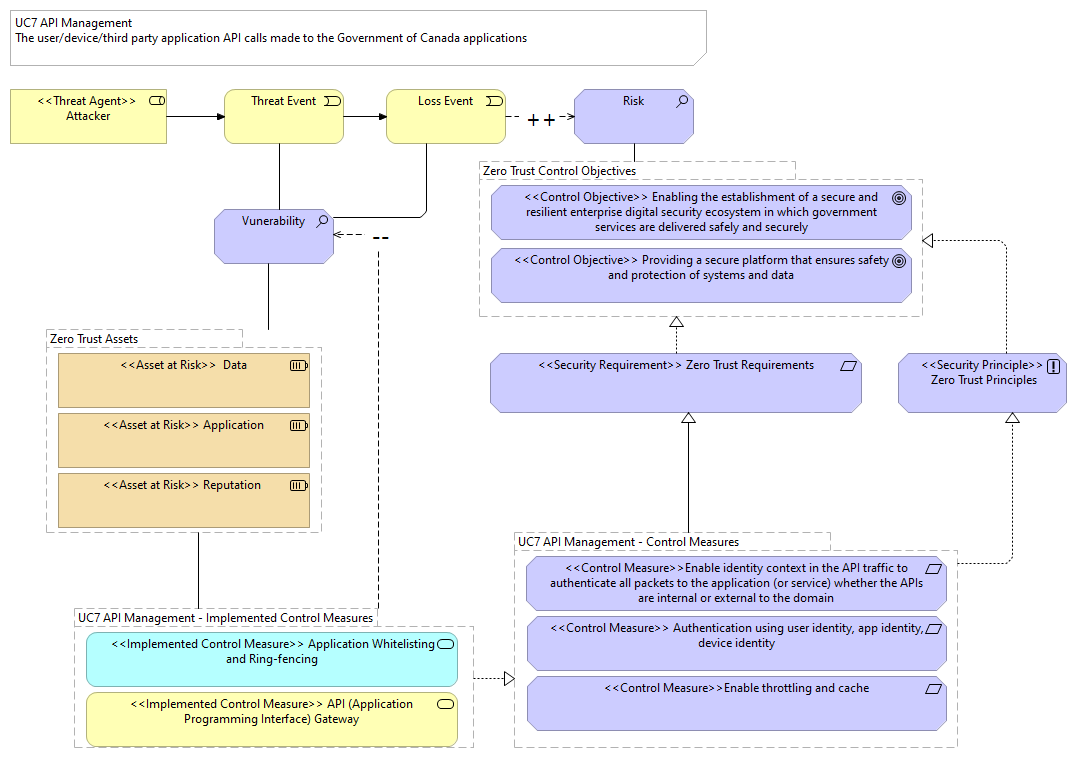 UC7 API Management
The user/device/third party application API calls made to the Government of Canada applications
<<Threat Agent>>
Attacker
Threat Event
Loss Event
++
Risk
Zero Trust Control Objectives
<<Control Objective>> Enabling the establishment of a secure and
resilient enterprise digital security ecosystem in which government
services are delivered safely and securely
<<Control Objective>> Providing a secure platform that ensures safety
and protection of systems and data
Vunerability
--
Zero Trust Assets
<<Asset at Risk>> Data
<<Asset at Risk>> Application
<<Asset at Risk>> Reputation
<<Security Requirement>> Zero Trust Requirements
<<Security Principle>>
Zero Trust Principles
UC7 API Management - Control Measures
<<Control Measure>>Enable identity context in the API traffic to
authenticate all packets to the application (or service) whether the APIs
are internal or external to the domain
<<Control Measure>> Authentication using user identity, app identity,
device identity
<<Control Measure>>Enable throttling and cache
UC7 API Management - Implemented Control Measures
<<Implemented Control Measure>> Application Whitelisting
and Ring-fencing
<<Implemented Control Measure>> API (Application
Programming Interface) Gateway